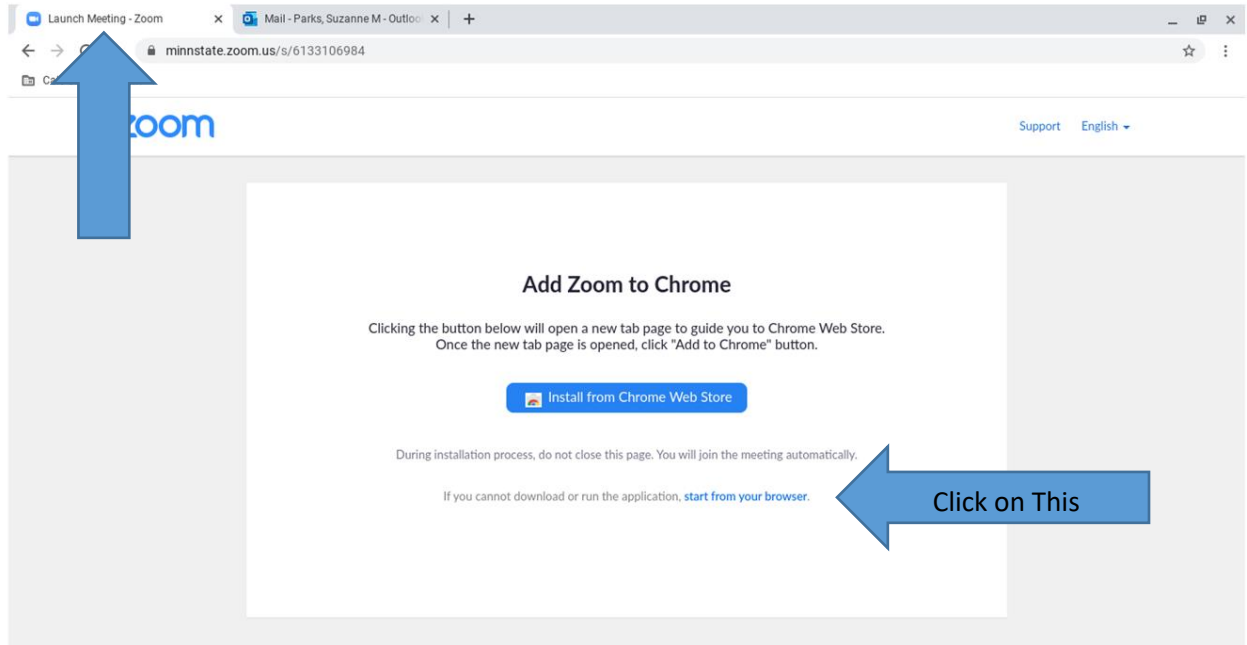 Launch Meeting - Zoom
Mail - Parks, Suzanne M - Outloo
minnstate.zoom.us/s/6133106984
zoom
Support English
Add Zoom to Chrome
Clicking the button below will open a new tab page to guide you to Chrome Web Store.
Once the new tab page is opened, click "Add to Chrome" button.
Install from Chrome Web Store
During installation process, do not close this page. You will join the meeting automatically.
If you cannot download or run the application, start from your browser.
Click on This